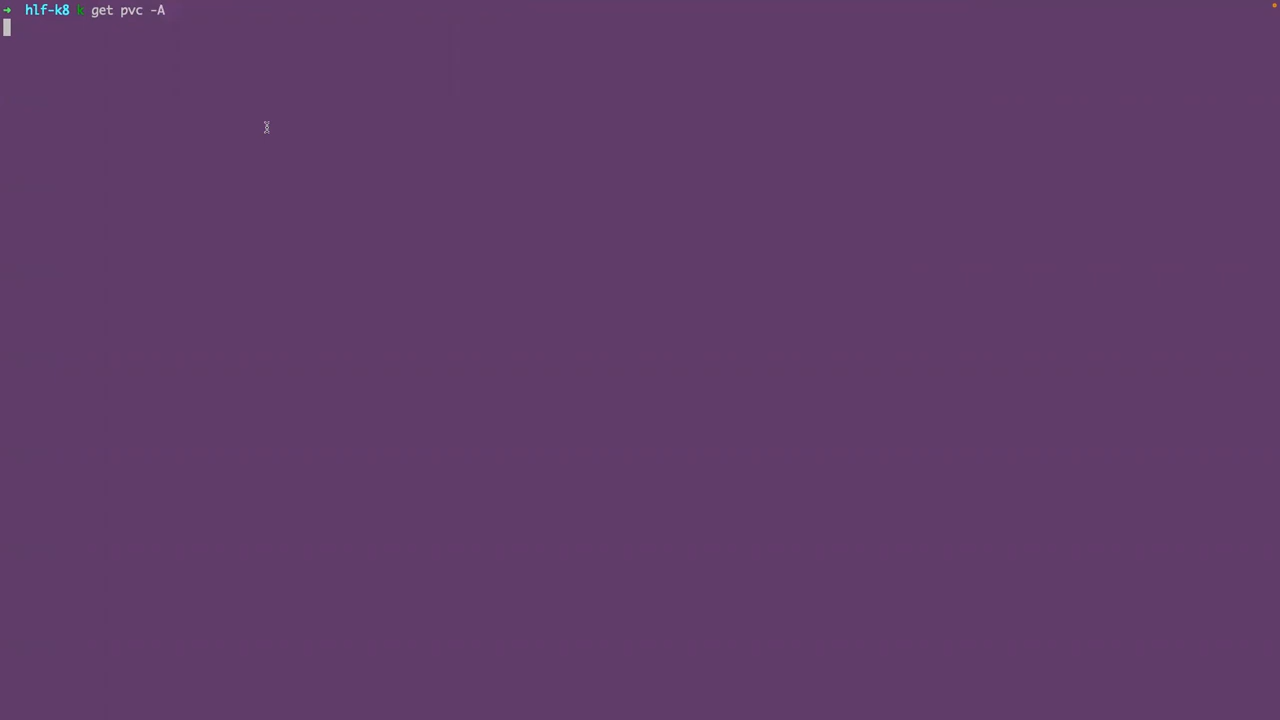 → hlf-k8 k get pvc -A